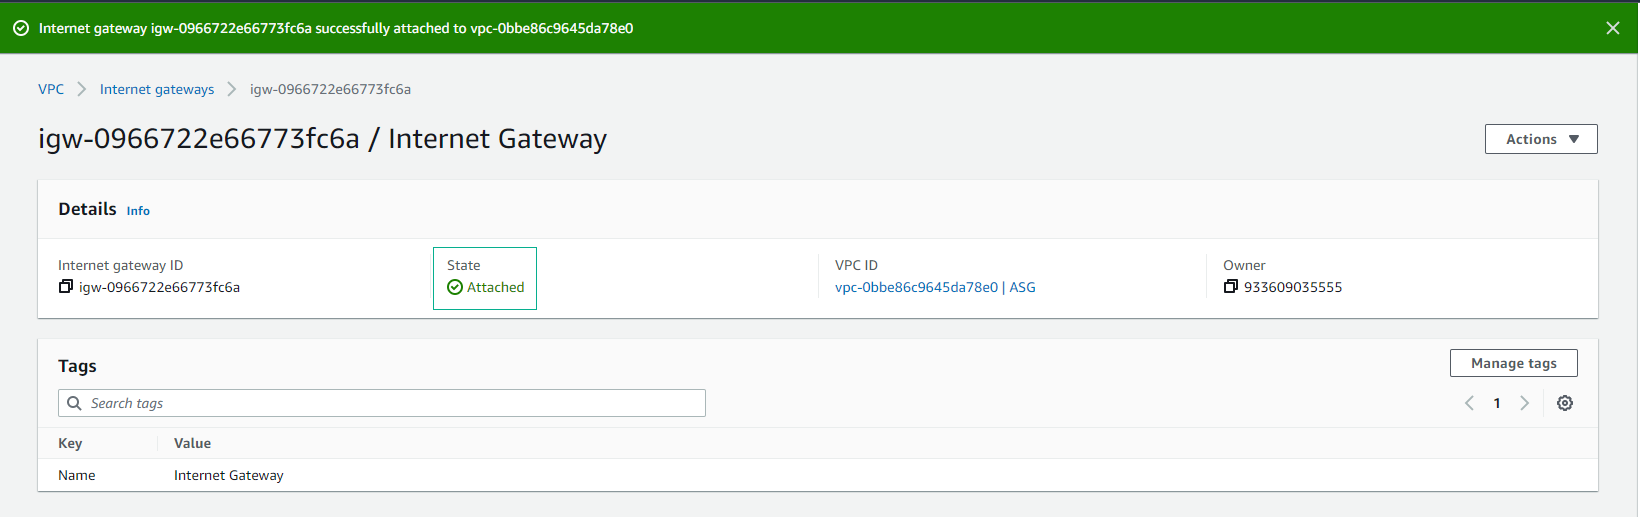 Internet gateway igw-0966722e66773fc6a successfully attached to vpc-0bbe86c9645da78e0
VPC Internet gateways igw-0966722e66773fc6a
igw-0966722e66773fc6a / Internet Gateway
Actions
Details Info
Internet gateway ID State VPC ID Owner
igw-0966722e66773fc6a Attached vpc-0bbe86c9645da78e0 | ASG 933609035555
Tags Manage tags
Search tags 1
Key Value
Name Internet Gateway